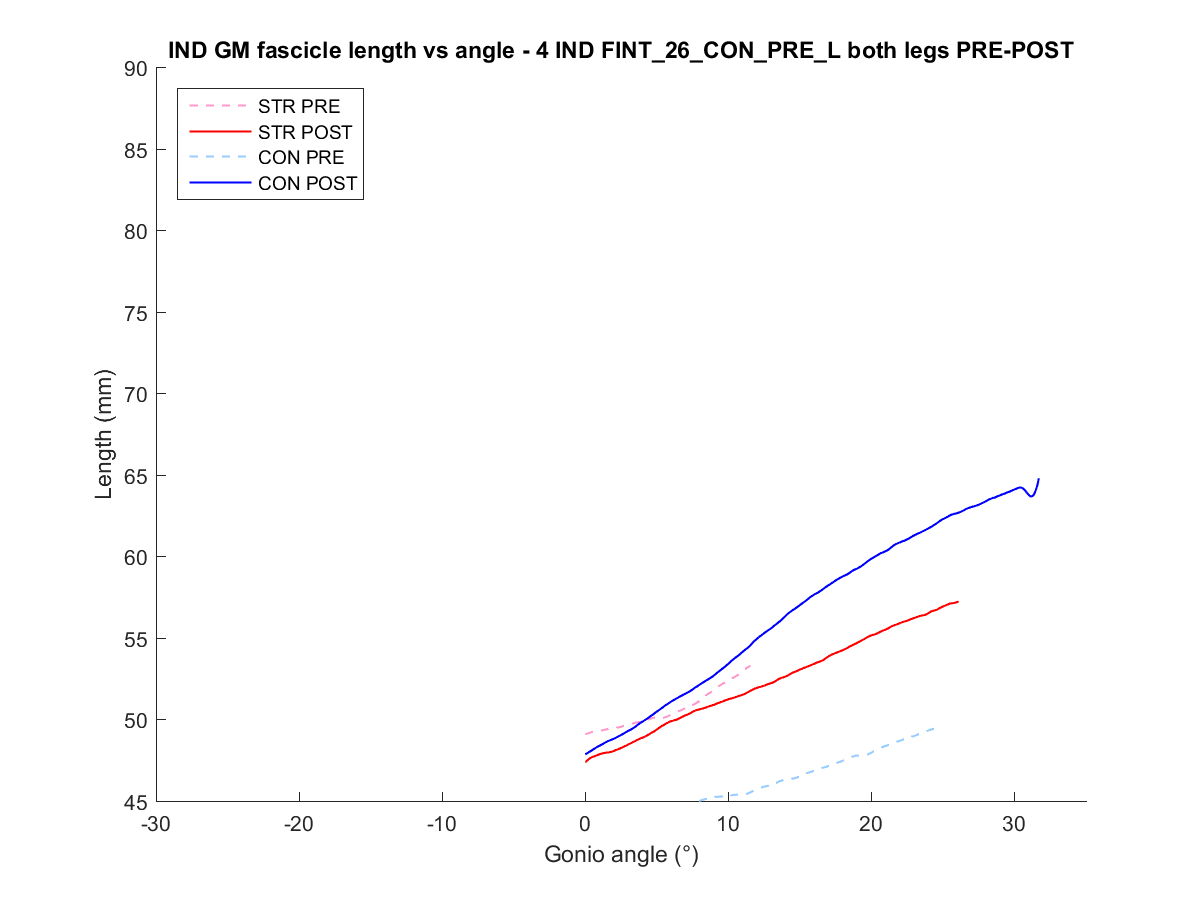 IND GM fascicle length vs angle - 4 IND FINT_26_CON_PRE_L both legs PRE-POST
90
85
80
75
70
65
60
55
50
45
Length (mm)
STR PRE
STR POST
CON PRE
CON POST
-30
-20
-10
0
10
20
30
Gonio angle (°)